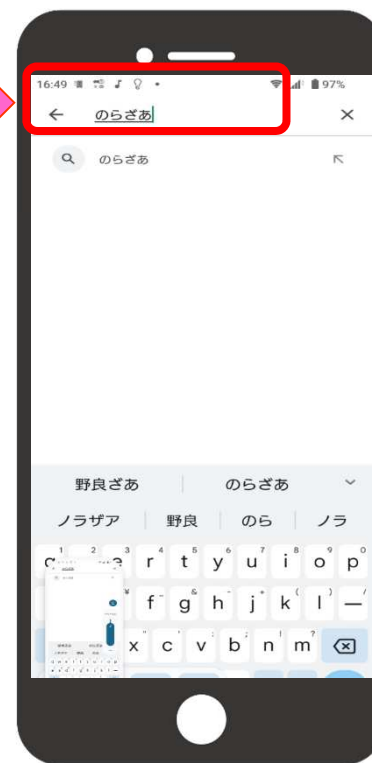 16:49 97%
のらざあ
のらざあ
野良ざあ のらざあ
ノラザア 野良 のら ノラ
1 2 3 4 5 6 7 8 9 0
q e r t y u i o p
f g h j k l ー
x c v b n m